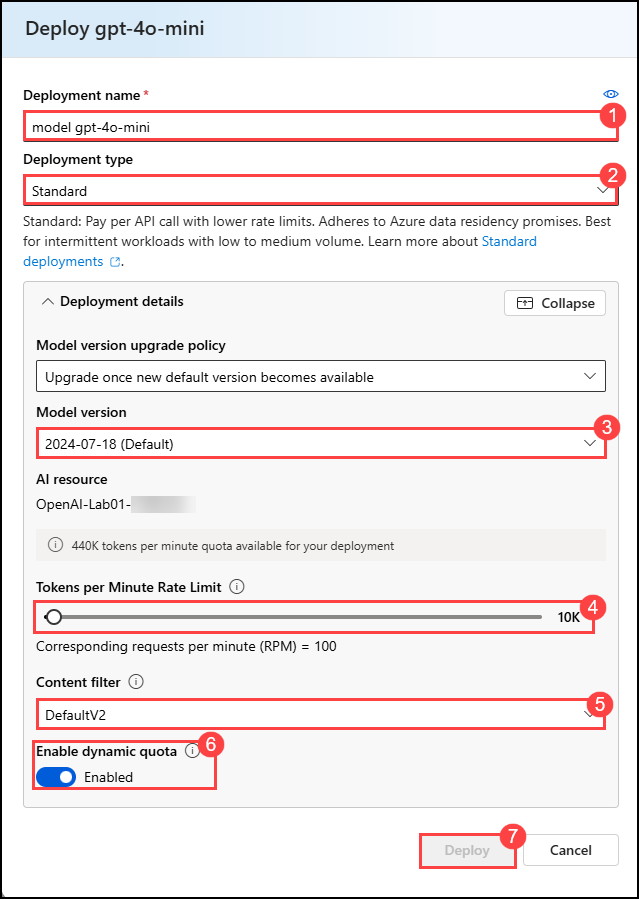 Deploy gpt-4o-mini
Deployment name *
1
model gpt-4o-mini
Deployment type
2
Standard
Standard: Pay per API call with lower rate limits. Adheres to Azure data residency promises. Best
for intermittent workloads with low to medium volume. Learn more about Standard
deployments.
Deployment details
Collapse
Model version upgrade policy
Upgrade once new default version becomes available
Model version
3
2024-07-18 (Default)
AI resource
OpenAI-Lab01-
440K tokens per minute quota available for your deployment
Tokens per Minute Rate Limit
4
10K
Corresponding requests per minute (RPM) = 100
Content filter
5
DefaultV2
6
Enable dynamic quota
Enabled
7
Deploy
Cancel